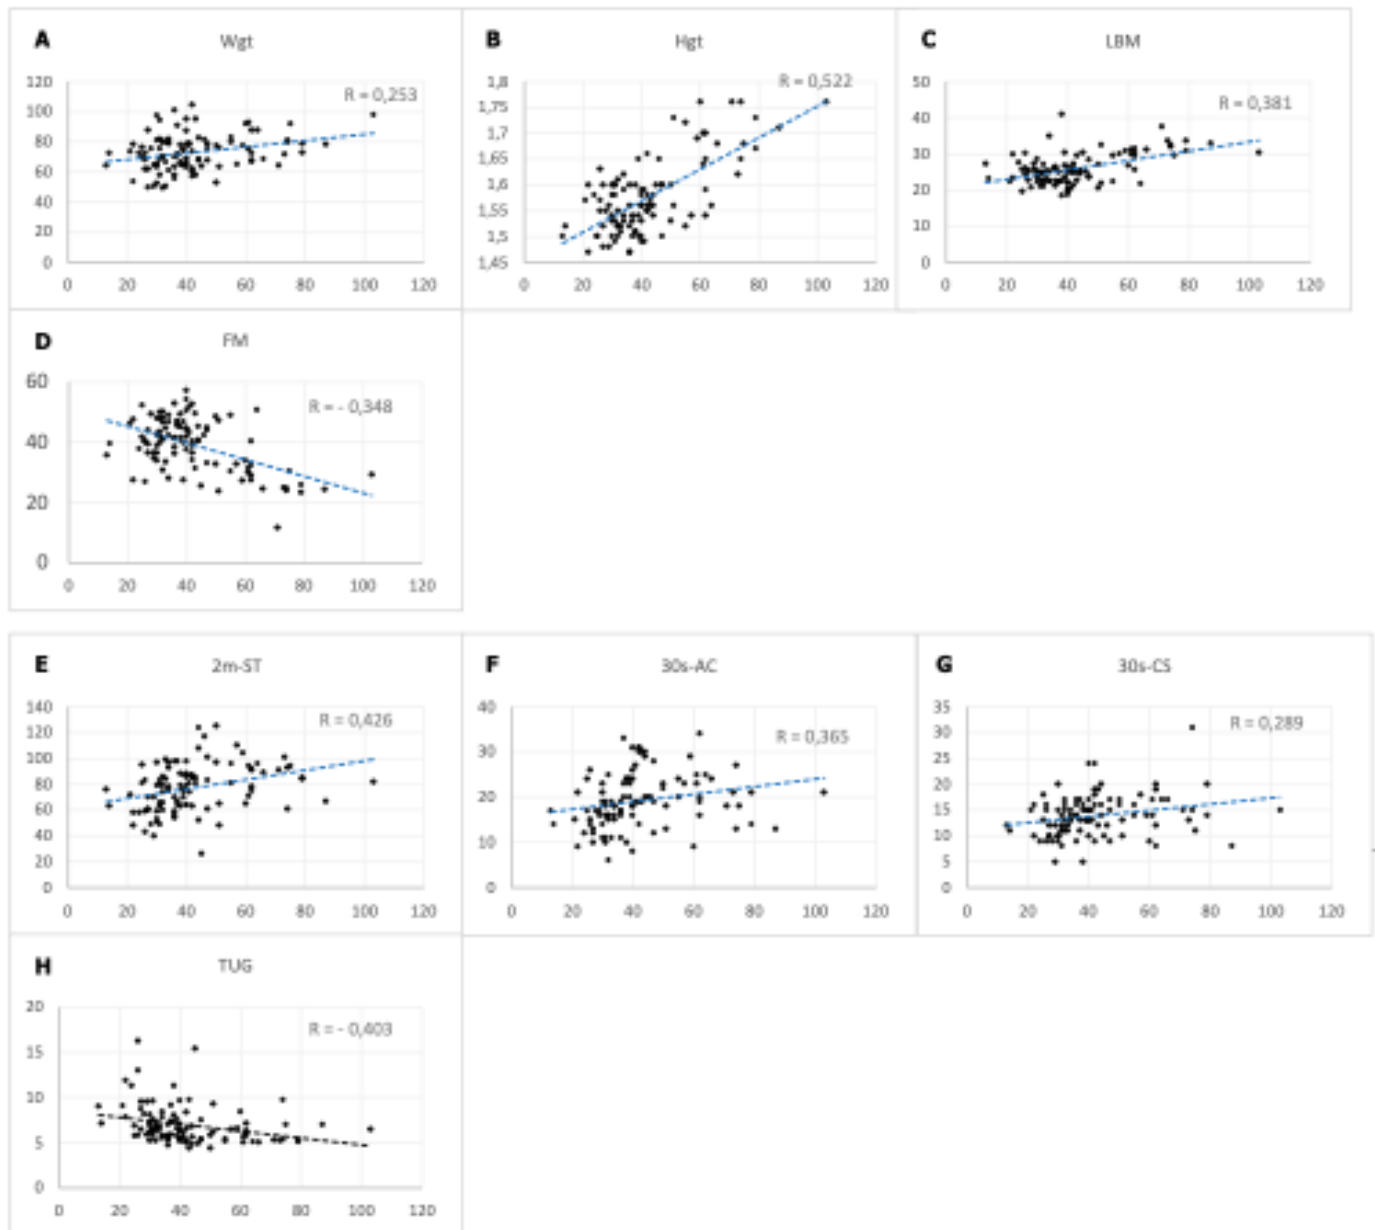 A Wgt
R = 0,253
120
100
80
60
40
20
0
0 20 40 60 80 100 120
B Hgt
R = 0,522
1,8
1,75
1,7
1,65
1,6
1,55
1,5
1,45
0 20 40 60 80 100 120
C LBM
R = 0,381
50
40
30
20
10
0
0 20 40 60 80 100 120
D FM
R = - 0,348
60
40
20
0
0 20 40 60 80 100 120
E 2m-ST
R = 0,426
140
120
100
80
60
40
20
0
0 20 40 60 80 100 120
F 30s-AC
R = 0,365
40
30
20
10
0
0 20 40 60 80 100 120
G 30s-CS
R = 0,289
35
30
25
20
15
10
5
0
0 20 40 60 80 100 120
H TUG
R = - 0,403
20
15
10
5
0
0 20 40 60 80 100 120